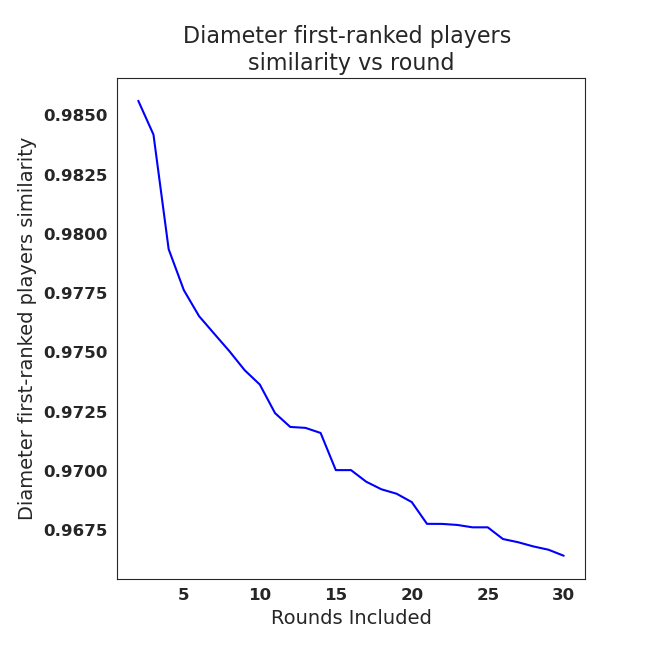 Diameter first-ranked players
similarity vs round
Diameter first-ranked players similarity
0.9850
0.9825
0.9800
0.9775
0.9750
0.9725
0.9700
0.9675
5 10 15 20 25 30
Rounds Included